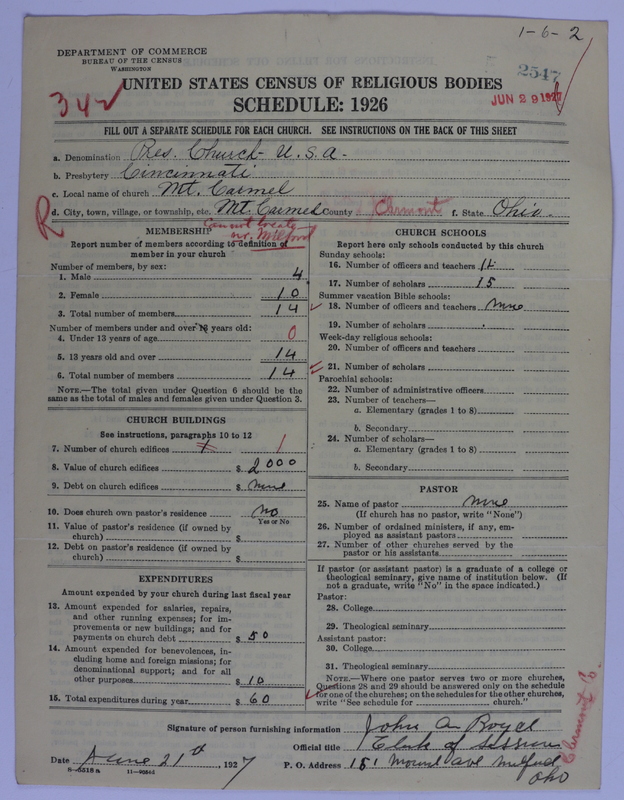 1-6-2
DEPARTMENT OF COMMERCE
BUREAU OF THE CENSUS
WASHINGTON
2547
JUN 29 1927
342
UNITED STATES CENSUS OF RELIGIOUS BODIES
SCHEDULE: 1926
FILL OUT A SEPARATE SCHEDULE FOR EACH CHURCH. SEE INSTRUCTIONS ON THE BACK OF THIS SHEET
a. Denomination Pres. Church U.S.A.
b. Presbytery Cincinnati
c. Local name of church Mt. Carmel
d. City, town, village, or township, etc. Mt. Carmel County Clermont f. State Ohio
R
Cannot locate
nr. Milford
MEMBERSHIP
Report number of members according to definition of
member in your church
Number of members, by sex:
1. Male 4
2. Female 10
3. Total number of members 14
Number of members under and over 13 years old:
4. Under 13 years of age 0
5. 13 years old and over 14
6. Total number of members 14
NOTE.—The total given under Question 6 should be
same as the total of males and females given under Question 3.
CHURCH BUILDINGS
See instructions, paragraphs 10 to 12
7. Number of church edifices 1
8. Value of church edifices $ 2000
9. Debt on church edifices $ none
10. Does church own pastor's residence No
Yes or No
11. Value of pastor's residence (if owned by
church) $
12. Debt on pastor's residence (if owned by
church) $
EXPENDITURES
Amount expended by your church during last fiscal year
13. Amount expended for salaries, repairs,
and other running expenses; for im-
provements or new buildings; and for
payments on church debt $ 50
14. Amount expended for benevolences, in-
cluding home and foreign missions; for
denominational support; and for all
other purposes $ 10
15. Total expenditures during year $ 60
CHURCH SCHOOLS
Report here only schools conducted by this church
Sunday schools:
16. Number of officers and teachers
17. Number of scholars 15
Summer vacation Bible schools:
18. Number of officers and teachers none
19. Number of scholars
Week-day religious schools:
20. Number of officers and teachers
21. Number of scholars
Parochial schools:
22. Number of administrative officers
23. Number of teachers—
a. Elementary (grades 1 to 8)
b. Secondary
24. Number of scholars—
a. Elementary (grades 1 to 8)
b. Secondary
PASTOR
25. Name of pastor none
(If church has no pastor, write "None")
26. Number of ordained ministers, if any, em-
ployed as assistant pastors
27. Number of other churches served by the
pastor or his assistants
If pastor (or assistant pastor) is a graduate of a college or
theological seminary, give name of institution below. (If
not a graduate, write "No" in the space indicated.)
Pastor:
28. College
29. Theological seminary
Assistant pastor:
30. College
31. Theological seminary
NOTE.—Where one pastor serves two or more churches,
Questions 28 and 29 should be answered only on the schedule
for one of the churches; on the schedules for the other churches,
write "See schedule for church."
Clermont
Signature of person furnishing information John A
Official title Clerk of Session
Date June 21th, 1927 P. O. Address 151 Mound ave Milford
Ohio
8—5518 a